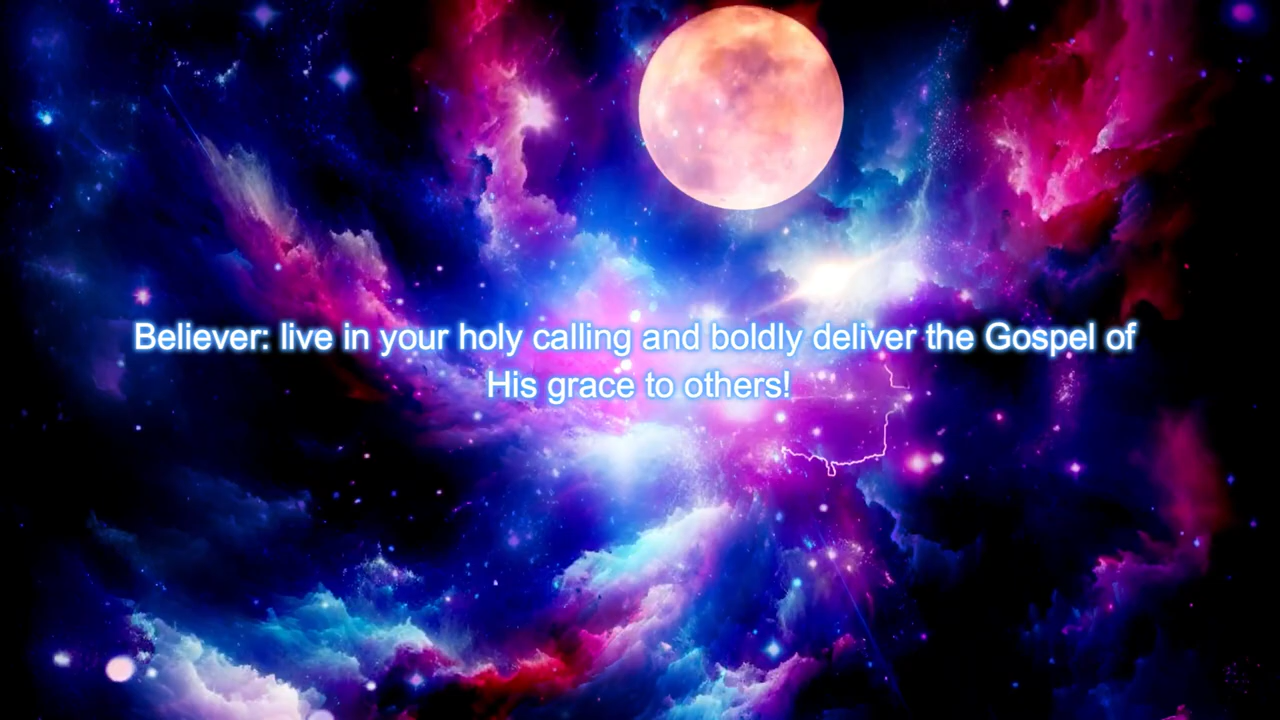 Believer: live in your holy calling and boldly deliver the Gospel of
His grace to others!